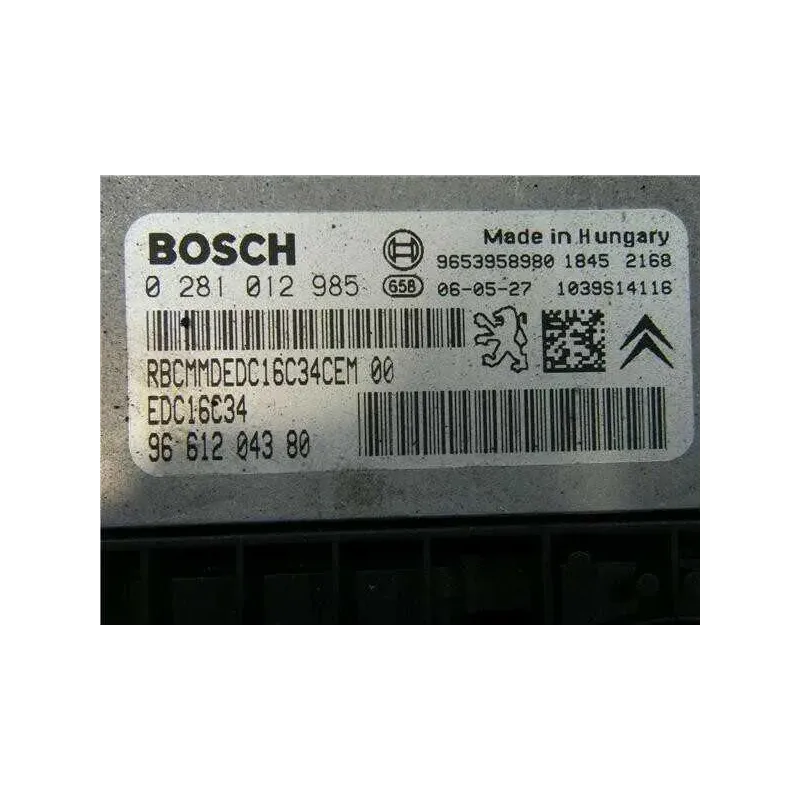 BOSCH
Made in Hungary
9653958980 1845 2168
0 281 012 985
658
06-05-27 1039S14116
RBCMMDEDC16C34CEM 00
EDC16C34
96 612 043 80